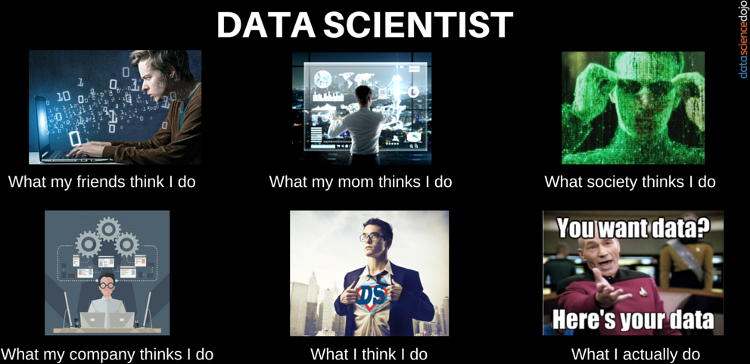 DATA SCIENTIST
datasciencedojo
What my friends think I do
What my mom thinks I do
What society thinks I do
DS
You want data?
Here's your data
What my company thinks I do
What I think I do
What I actually do